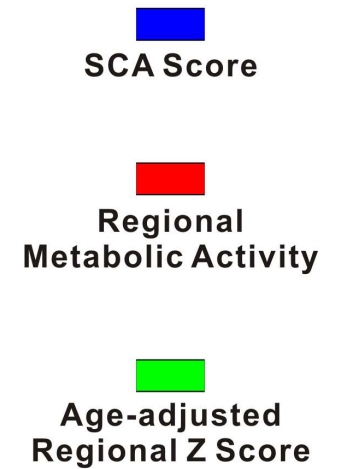 SCA Score
Regional
Metabolic Activity
Age-adjusted
Regional Z Score